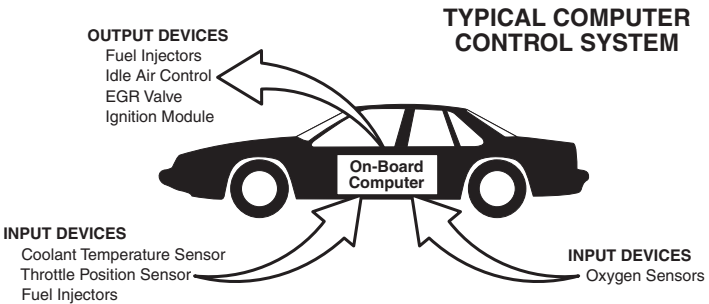 TYPICAL COMPUTER
CONTROL SYSTEM
OUTPUT DEVICES
Fuel Injectors
Idle Air Control
EGR Valve
Ignition Module
On-Board
Computer
INPUT DEVICES
Coolant Temperature Sensor
Throttle Position Sensor
Fuel Injectors
INPUT DEVICES
Oxygen Sensors